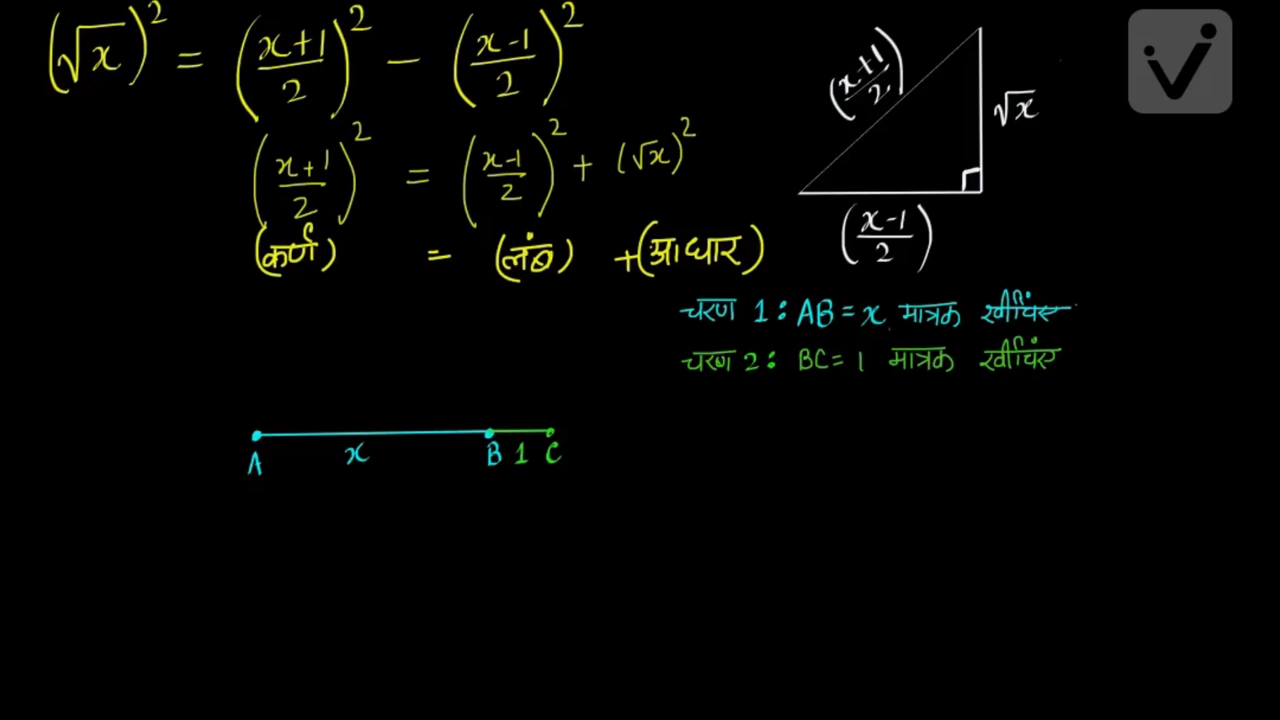 (√x)² = ((x+1)/2)² − ((x-1)/2)²
((x+1)/2)² = ((x-1)/2)² + (√x)²
(कर्ण) = (लंब) + (आधार)
((x+1)/2)
√x
((x-1)/2)
चरण 1: AB = x मात्रक खींचिए
चरण 2: BC = 1 मात्रक खींचिए
A x B 1 C